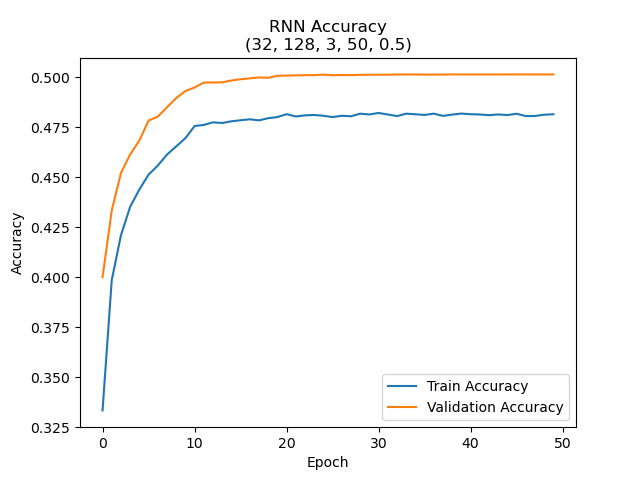 RNN Accuracy
(32, 128, 3, 50, 0.5)
Accuracy
0.500
0.475
0.450
0.425
0.400
0.375
0.350
0.325
0
10
20
30
40
50
Epoch
Train Accuracy
Validation Accuracy